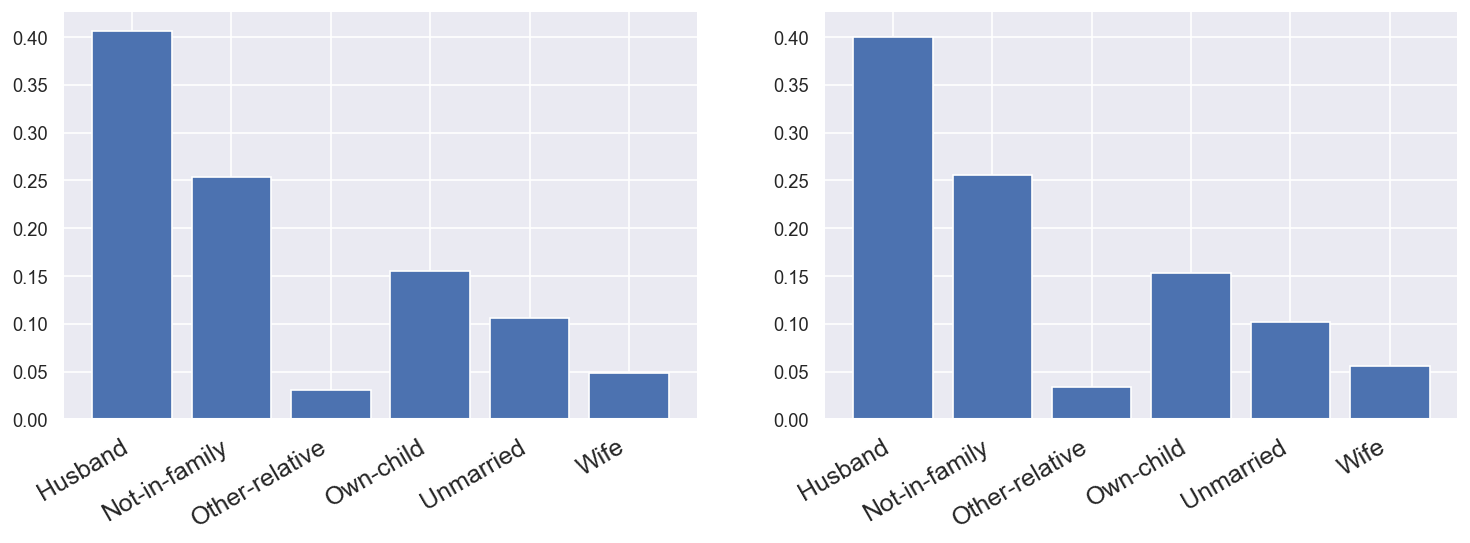 0.40
0.35
0.30
0.25
0.20
0.15
0.10
0.05
0.00
Husband
Not-in-family
Other-relative
Own-child
Unmarried
Wife
0.40
0.35
0.30
0.25
0.20
0.15
0.10
0.05
0.00
Husband
Not-in-family
Other-relative
Own-child
Unmarried
Wife